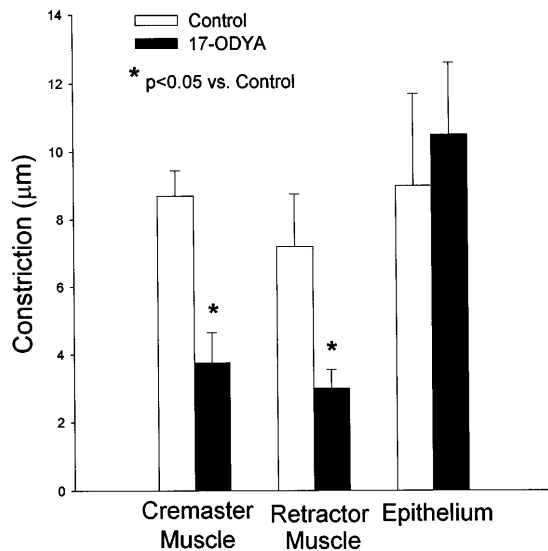 Control
17-ODYA
* p<0.05 vs. Control
Constriction (μm)
14
12
10
8
6
4
2
0
*
*
Cremaster Muscle
Retractor Muscle
Epithelium